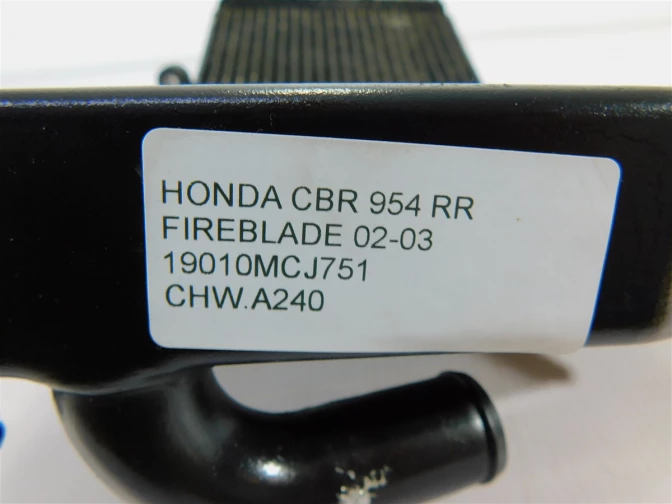 HONDA CBR 954 RR
FIREBLADE 02-03
19010MCJ751
CHW.A240